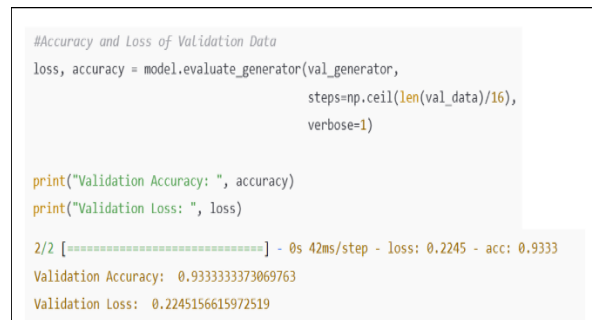 #Accuracy and Loss of Validation Data
loss, accuracy = model.evaluate_generator(val_generator,
steps=np.ceil(len(val_data)/16),
verbose=1)
print("Validation Accuracy: ", accuracy)
print("Validation Loss: ", loss)
2/2 [==============================] - 0s 42ms/step - loss: 0.2245 - acc: 0.9333
Validation Accuracy:  0.9333333373069763
Validation Loss:  0.2245156615972519